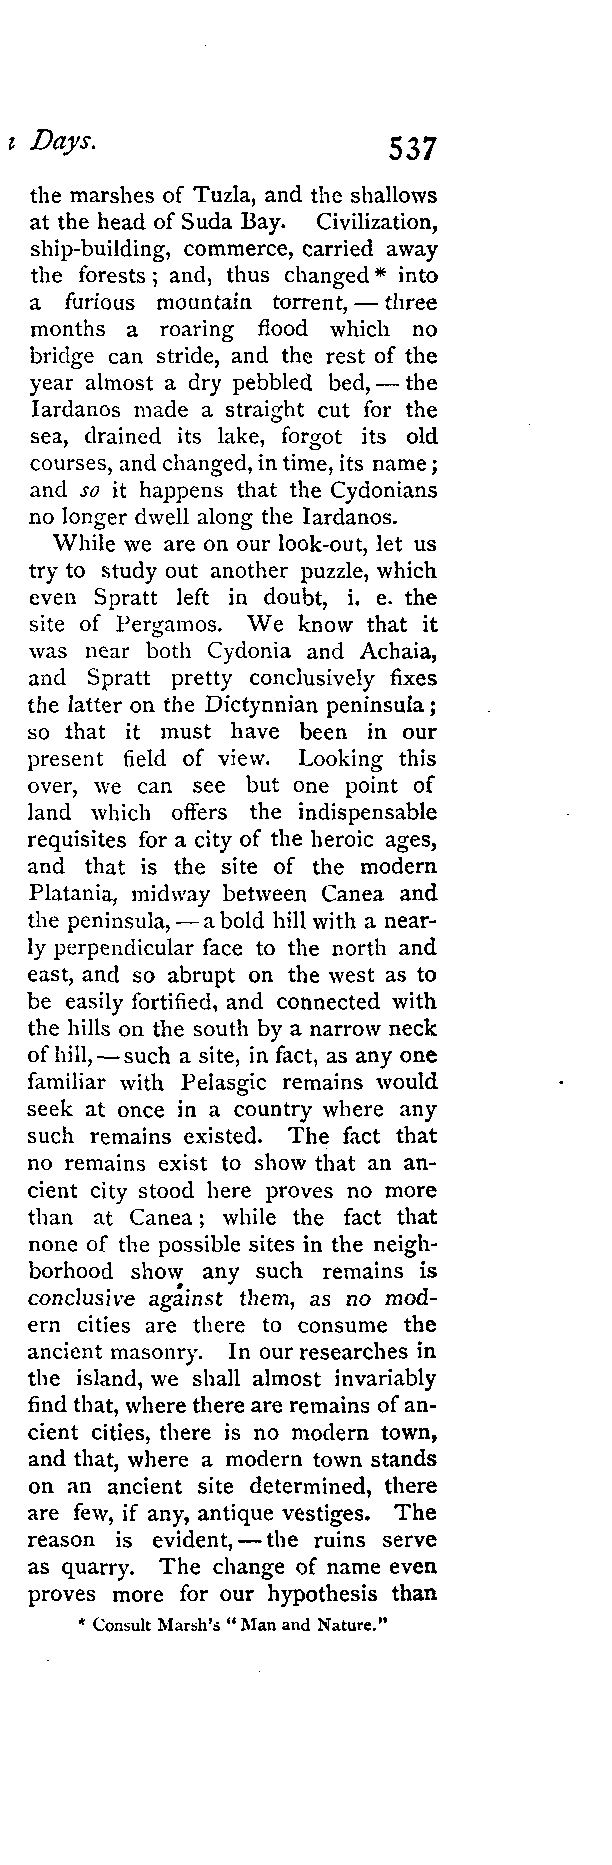 Days.
537
the marshes of Tuzla, and the shallows
at the head of Suda Bay. Civilization,
ship-building, commerce, carried away
the forests; and, thus changed* into
a furious mountain torrent, — three
months a roaring flood which no
bridge can stride, and the rest of the
year almost a dry pebbled bed, — the
Iardanos made a straight cut for the
sea, drained its lake, forgot its old
courses, and changed, in time, its name;
and so it happens that the Cydonians
no longer dwell along the Iardanos.
While we are on our look-out, let us
try to study out another puzzle, which
even Spratt left in doubt, i. e. the
site of Pergamos. We know that it
was near both Cydonia and Achaia,
and Spratt pretty conclusively fixes
the latter on the Dictynnian peninsula;
so that it must have been in our
present field of view. Looking this
over, we can see but one point of
land which offers the indispensable
requisites for a city of the heroic ages,
and that is the site of the modern
Platania, midway between Canea and
the peninsula, — a bold hill with a near-
ly perpendicular face to the north and
east, and so abrupt on the west as to
be easily fortified, and connected with
the hills on the south by a narrow neck
of hill, — such a site, in fact, as any one
familiar with Pelasgic remains would
seek at once in a country where any
such remains existed. The fact that
no remains exist to show that an an-
cient city stood here proves no more
than at Canea; while the fact that
none of the possible sites in the neigh-
borhood show any such remains is
conclusive against them, as no mod-
ern cities are there to consume the
ancient masonry. In our researches in
the island, we shall almost invariably
find that, where there are remains of an-
cient cities, there is no modern town,
and that, where a modern town stands
on an ancient site determined, there
are few, if any, antique vestiges. The
reason is evident, — the ruins serve
as quarry. The change of name even
proves more for our hypothesis than
* Consult Marsh's "Man and Nature."